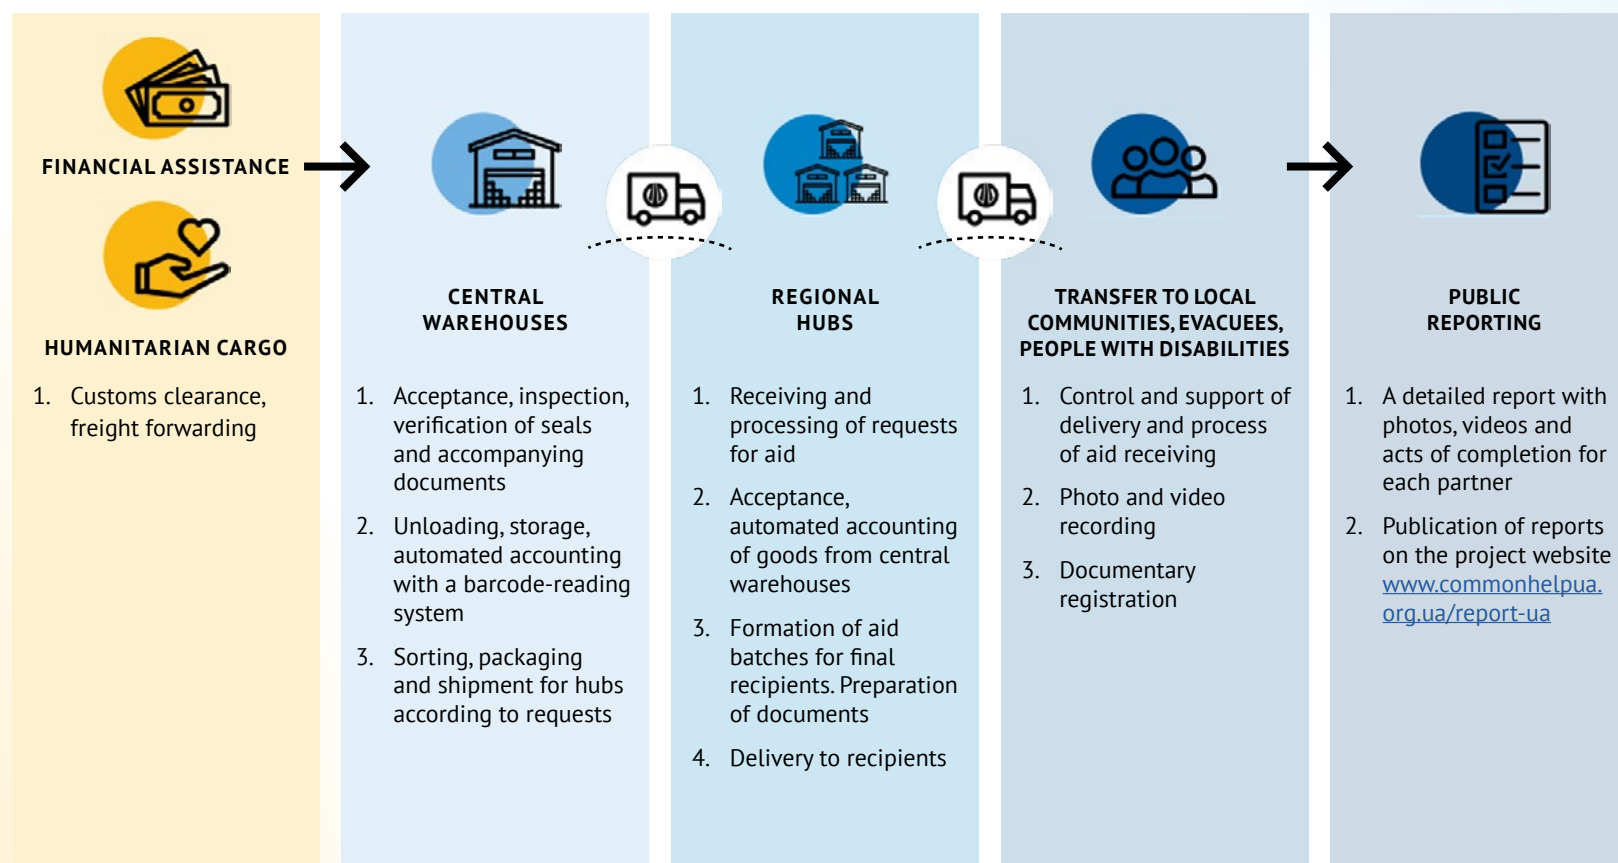 FINANCIAL ASSISTANCE
HUMANITARIAN CARGO
1. Customs clearance,
freight forwarding
CENTRAL
WAREHOUSES
1. Acceptance, inspection,
verification of seals
and accompanying
documents
2. Unloading, storage,
automated accounting
with a barcode-reading
system
3. Sorting, packaging
and shipment for hubs
according to requests
REGIONAL
HUBS
1. Receiving and
processing of requests
for aid
2. Acceptance,
automated accounting
of goods from central
warehouses
3. Formation of aid
batches for final
recipients. Preparation
of documents
4. Delivery to recipients
TRANSFER TO LOCAL
COMMUNITIES, EVACUEES,
PEOPLE WITH DISABILITIES
1. Control and support of
delivery and process
of aid receiving
2. Photo and video
recording
3. Documentary
registration
PUBLIC
REPORTING
1. A detailed report with
photos, videos and
acts of completion for
each partner
2. Publication of reports
on the project website
www.commonhelpua.
org.ua/report-ua